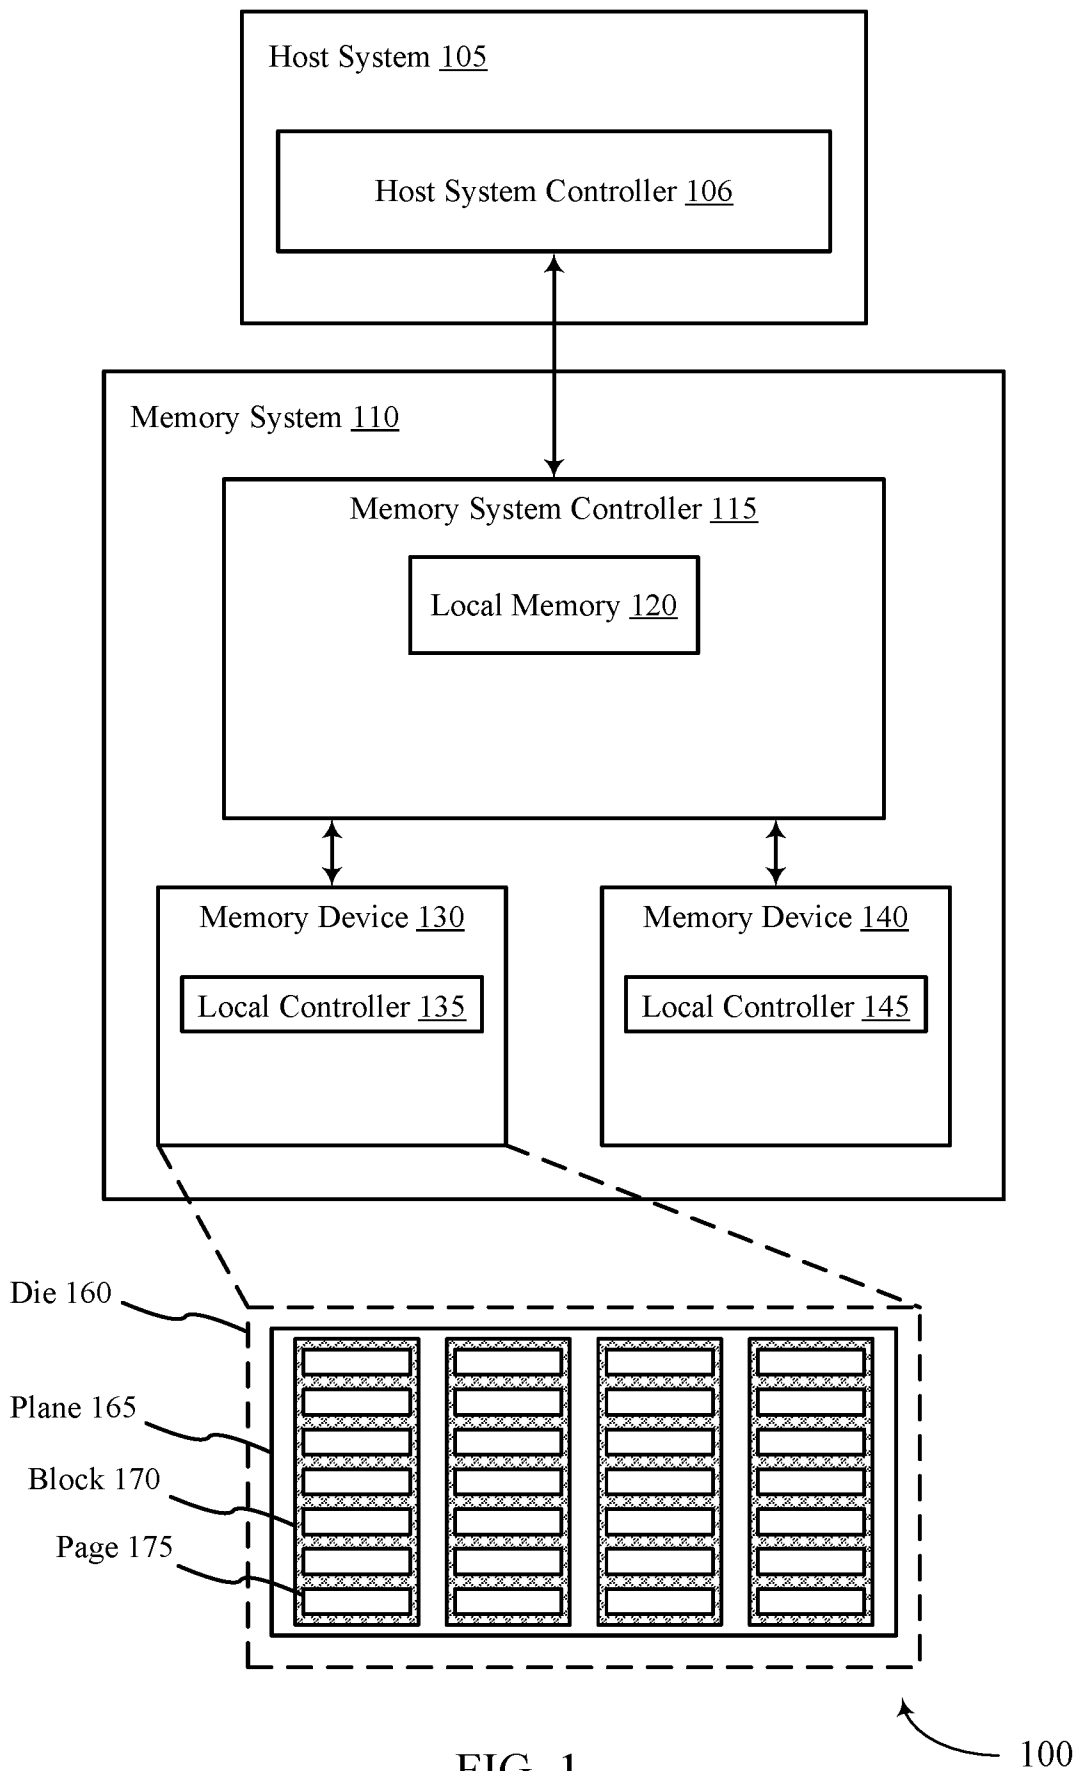 Host System 105
Host System Controller 106
Memory System 110
Memory System Controller 115
Local Memory 120
Memory Device 130
Memory Device 140
Local Controller 135
Local Controller 145
Die 160
Plane 165
Block 170
Page 175
100
FIG. 1